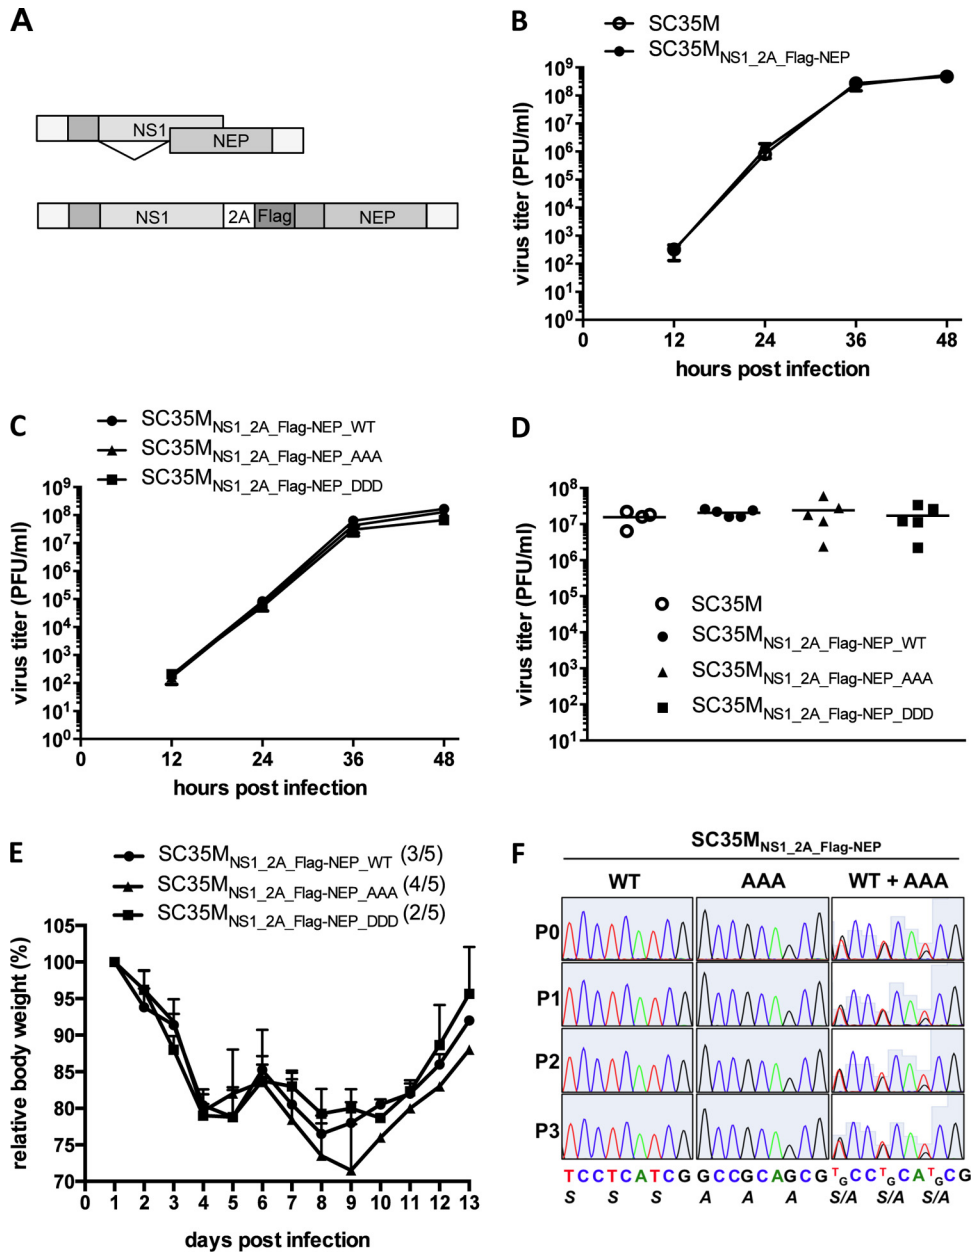 A
NS1
NEP
NS1 2A Flag NEP
B
SC35M
SC35MNS1_2A_Flag-NEP
virus titer (PFU/ml)
10⁹
10⁸
10⁷
10⁶
10⁵
10⁴
10³
10²
10¹
10⁰
0 12 24 36 48
hours post infection
C
SC35MNS1_2A_Flag-NEP_WT
SC35MNS1_2A_Flag-NEP_AAA
SC35MNS1_2A_Flag-NEP_DDD
virus titer (PFU/ml)
10⁹
10⁸
10⁷
10⁶
10⁵
10⁴
10³
10²
10¹
10⁰
0 12 24 36 48
hours post infection
D
virus titer (PFU/ml)
10⁸
10⁷
10⁶
10⁵
10⁴
10³
10²
10¹
SC35M
SC35MNS1_2A_Flag-NEP_WT
SC35MNS1_2A_Flag-NEP_AAA
SC35MNS1_2A_Flag-NEP_DDD
E
SC35MNS1_2A_Flag-NEP_WT (3/5)
SC35MNS1_2A_Flag-NEP_AAA (4/5)
SC35MNS1_2A_Flag-NEP_DDD (2/5)
relative body weight (%)
105
100
95
90
85
80
75
70
0 1 2 3 4 5 6 7 8 9 10 11 12 13
days post infection
F
SC35MNS1_2A_Flag-NEP
WT AAA WT + AAA
P0
P1
P2
P3
TCCTCATCG GCCGCAGCG TGCCTGCATGCG
S S S A A A S/A S/A S/A